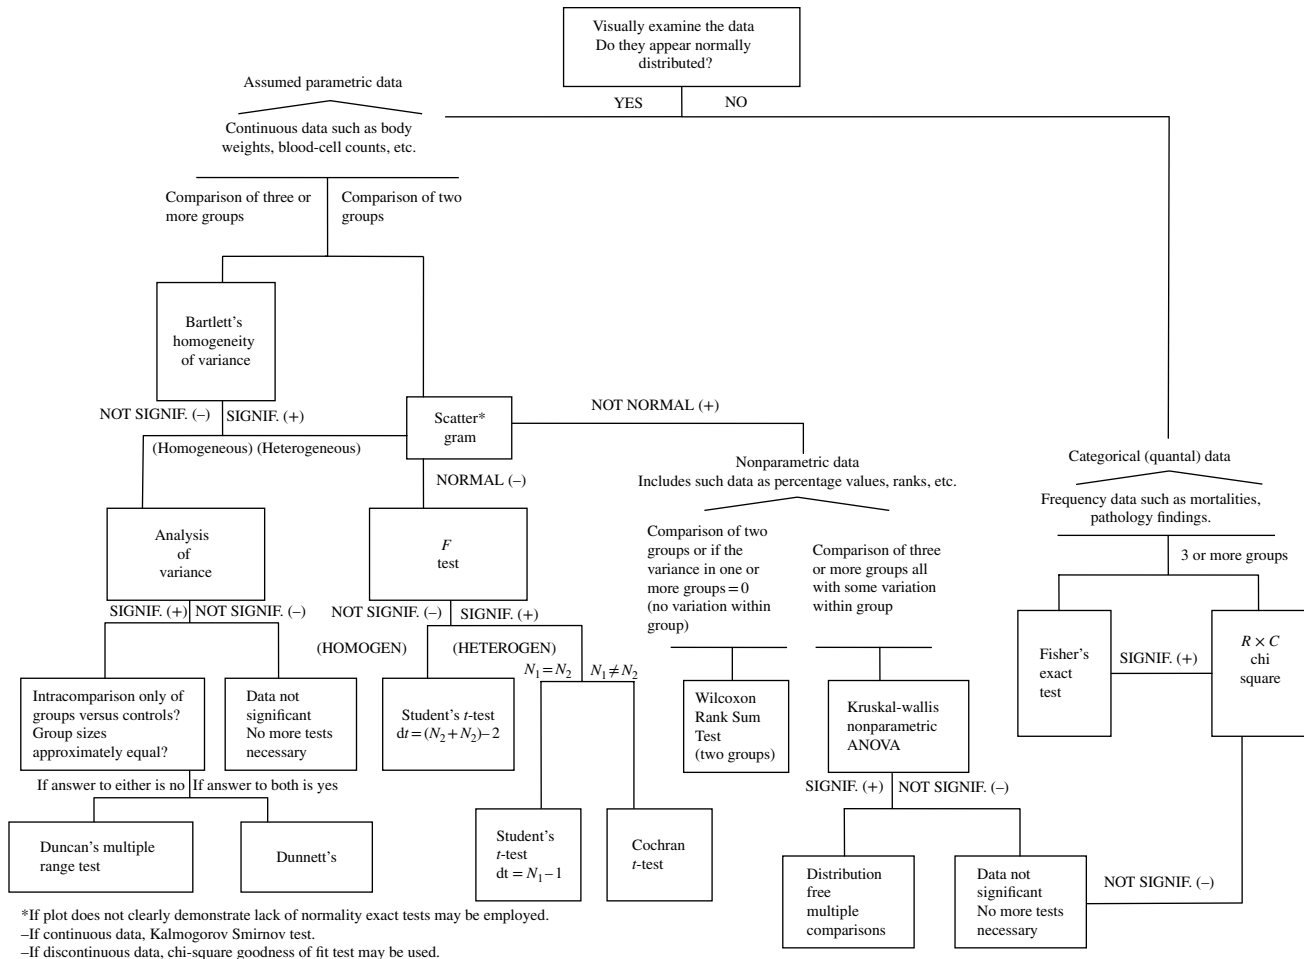 Visually examine the data
Do they appear normally
distributed?
YES
NO
Assumed parametric data
Continuous data such as body
weights, blood-cell counts, etc.
Comparison of three or
more groups
Comparison of two
groups
Bartlett's
homogeneity
of variance
NOT SIGNIF. (–)
SIGNIF. (+)
(Homogeneous) (Heterogeneous)
Scatter*
gram
NOT NORMAL (+)
NORMAL (–)
Nonparametric data
Includes such data as percentage values, ranks, etc.
Categorical (quantal) data
Frequency data such as mortalities,
pathology findings.
3 or more groups
Analysis
of
variance
F
test
Comparison of two
groups or if the
variance in one or
more groups = 0
(no variation within
group)
Comparison of three
or more groups all
with some variation
within group
SIGNIF. (+)
NOT SIGNIF. (–)
NOT SIGNIF. (–)
SIGNIF. (+)
(HOMOGEN)
(HETEROGEN)
N₁ = N₂
N₁ ≠ N₂
Fisher's
exact
test
SIGNIF. (+)
R × C
chi
square
Intracomparison only of
groups versus controls?
Group sizes
approximately equal?
Data not
significant
No more tests
necessary
Student's t-test
dt = (N₂ + N₂) – 2
Wilcoxon
Rank Sum
Test
(two groups)
Kruskal-wallis
nonparametric
ANOVA
If answer to either is no
If answer to both is yes
SIGNIF. (+)
NOT SIGNIF. (–)
Duncan's multiple
range test
Dunnett's
Student's
t-test
dt = N₁ – 1
Cochran
t-test
Distribution
free
multiple
comparisons
Data not
significant
No more tests
necessary
NOT SIGNIF. (–)
*If plot does not clearly demonstrate lack of normality exact tests may be employed.
–If continuous data, Kalmogorov Smirnov test.
–If discontinuous data, chi-square goodness of fit test may be used.